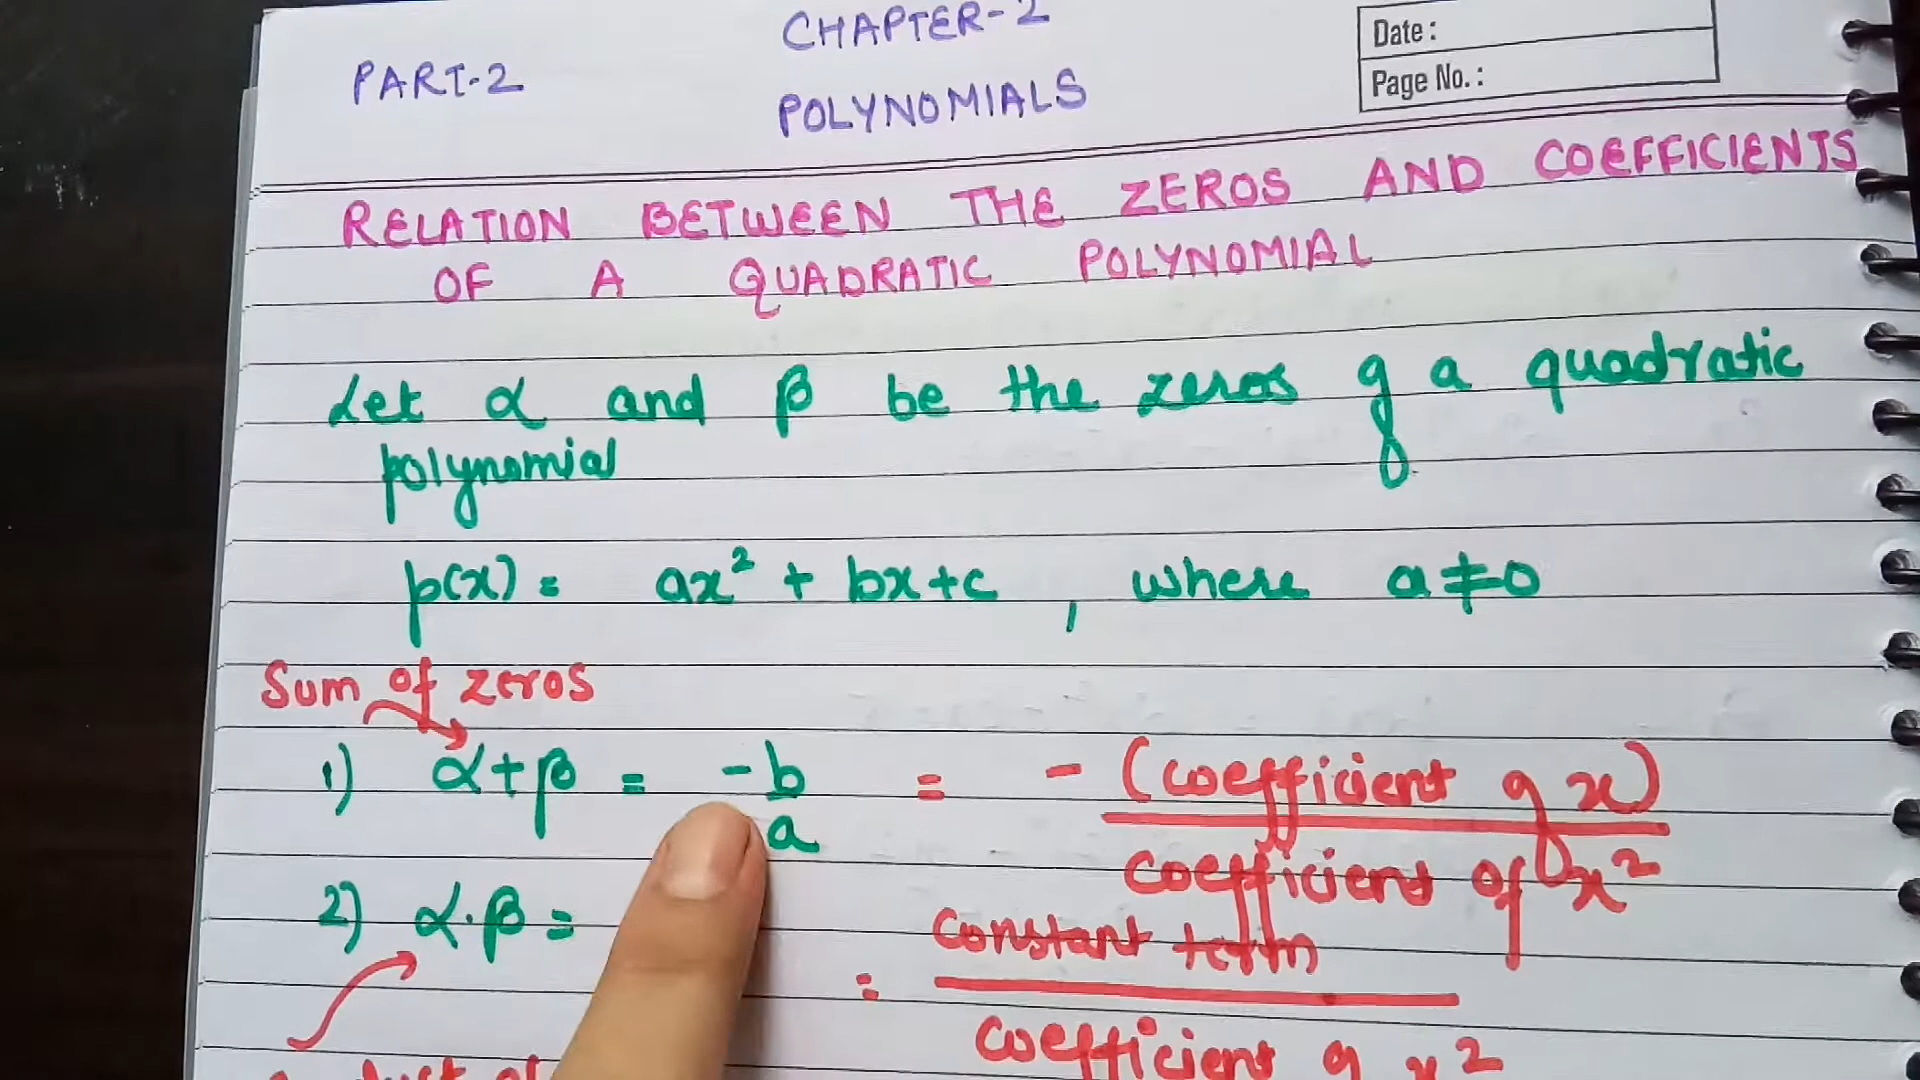 PART-2
CHAPTER-2
POLYNOMIALS
Date :
Page No. :
RELATION BETWEEN THE ZEROS AND COEFFICIENTS
OF A QUADRATIC POLYNOMIAL
Let α and β be the zeros of a quadratic
polynomial
p(x) = ax² + bx + c , where a ≠ 0
Sum of zeros
1) α + β = -b/a = - (coefficient of x) / coefficient of x²
2) α . β =
= constant term / coefficient of x²